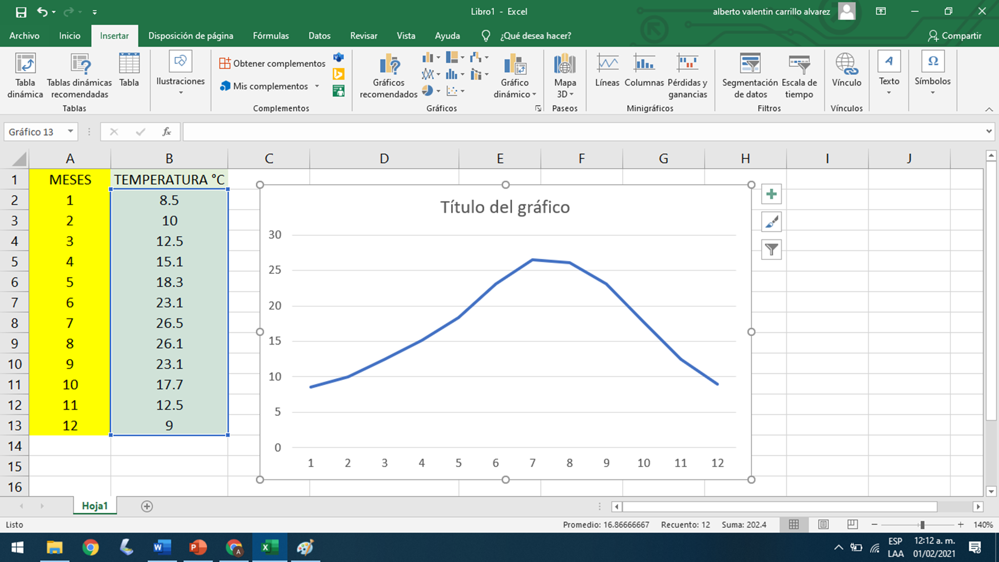 Libro1 - Excel
alberto valentin carrillo alvarez
Archivo Inicio Insertar Disposición de página Fórmulas Datos Revisar Vista Ayuda ¿Qué desea hacer? Compartir
Tabla dinámica
Tablas dinámicas recomendadas
Tabla
Tablas
Ilustraciones
Obtener complementos
Mis complementos
Complementos
Gráficos recomendados
Gráfico dinámico
Gráficos
Mapa 3D
Paseos
Líneas
Columnas
Pérdidas y ganancias
Minigráficos
Segmentación de datos
Escala de tiempo
Filtros
Vínculo
Vínculos
Texto
Símbolos
Gráfico 13
fx
A B C D E F G H I J
1 MESES TEMPERATURA °C
2 1 8.5
3 2 10
4 3 12.5
5 4 15.1
6 5 18.3
7 6 23.1
8 7 26.5
9 8 26.1
10 9 23.1
11 10 17.7
12 11 12.5
13 12 9
14
15
16
Título del gráfico
30
25
20
15
10
5
0
1 2 3 4 5 6 7 8 9 10 11 12
Hoja1
Listo
Promedio: 16.86666667 Recuento: 12 Suma: 202.4
140%
ESP
LAA
12:12 a. m.
01/02/2021